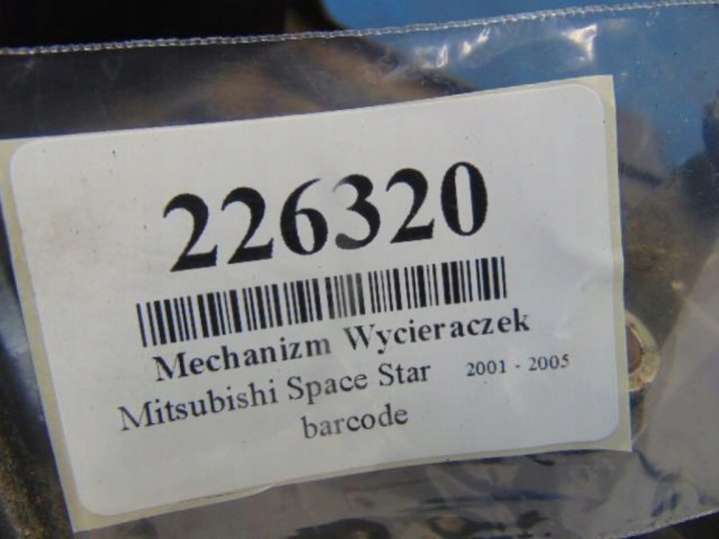 226320
Mechanizm Wycieraczek
Mitsubishi Space Star 2001 - 2005
barcode